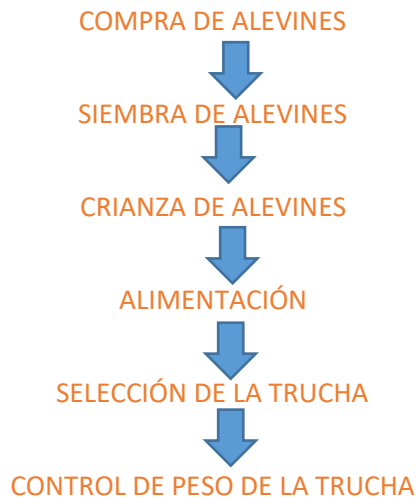 COMPRA DE ALEVINES
SIEMBRA DE ALEVINES
CRIANZA DE ALEVINES
ALIMENTACIÓN
SELECCIÓN DE LA TRUCHA
CONTROL DE PESO DE LA TRUCHA